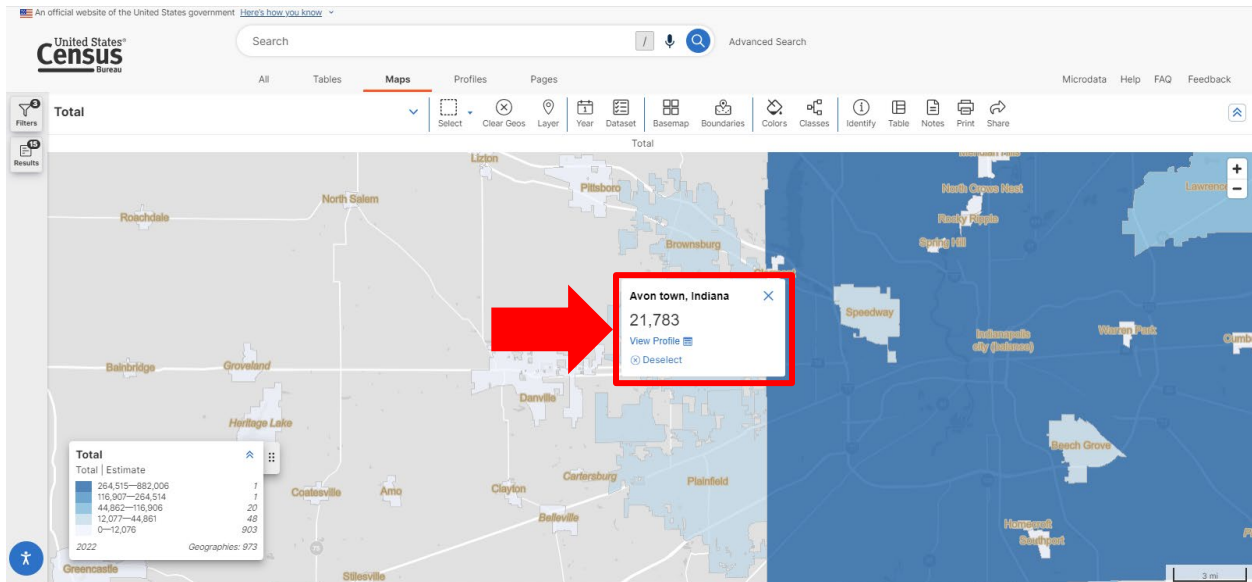 An official website of the United States government Here's how you know
United States®
Census
Bureau
Search
/
Advanced Search
All Tables Maps Profiles Pages
Microdata Help FAQ Feedback
3
Filters
Total
Select
Clear Geos
Layer
1
Year
Dataset
Basemap
Boundaries
Colors
Classes
Identify
Table
Notes
Print
Share
15
Results
Total
Lizton
Pittsboro
North Salem
Roachdale
Brownsburg
North Crows Nest
Rocky Ripple
Spring Hill
+
−
Avon town, Indiana
21,783
View Profile
Deselect
Speedway
Indianapolis
city (balance)
Warren Park
Bainbridge
Groveland
Danville
Heritage Lake
Beech Grove
Cartersburg
Plainfield
Coatesville
Amo
Clayton
Belleville
Homecroft
Southport
Greencastle
Stilesville
Total
Total | Estimate
264,515—882,006 1
116,907—264,514 1
44,862—116,906 20
12,077—44,861 48
0—12,076 903
2022 Geographies: 973
3 mi